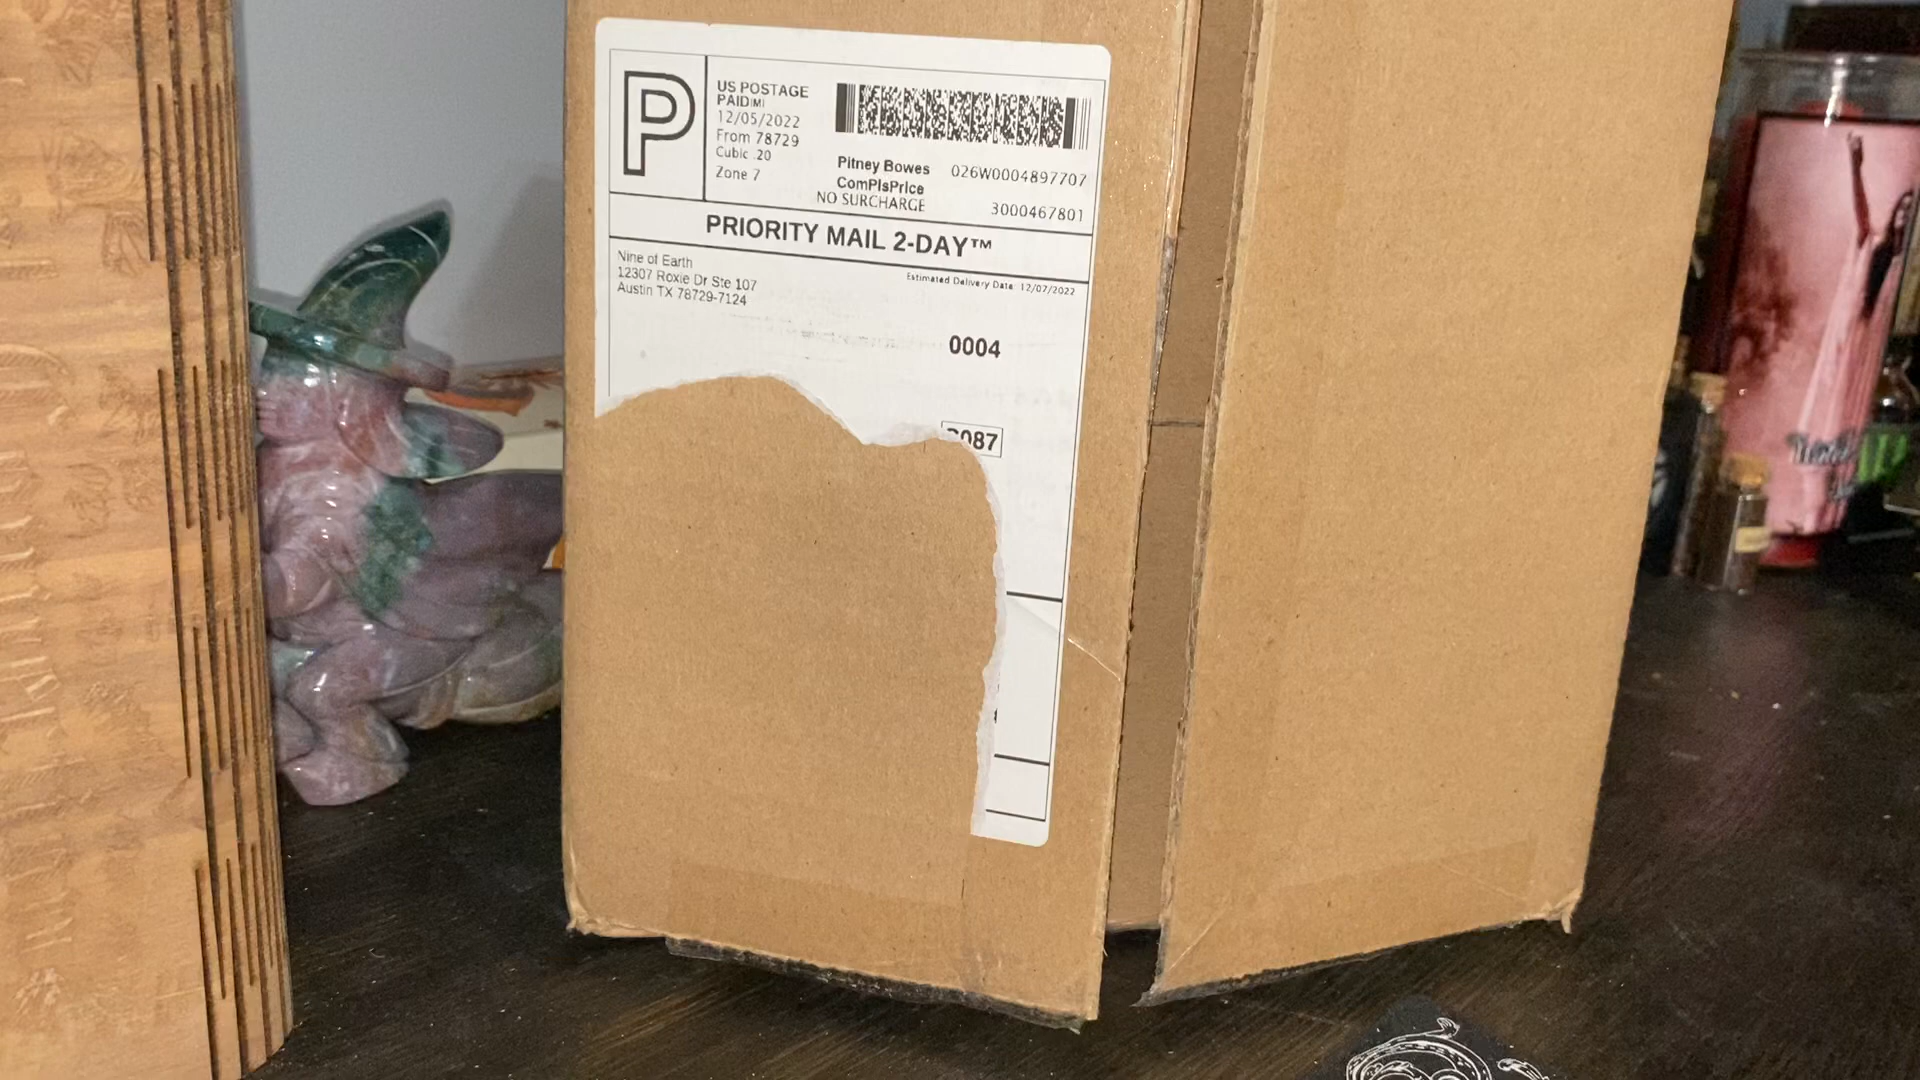 P
US POSTAGE
PAID IMI
12/05/2022
From 78729
Cubic .20
Zone 7
Pitney Bowes
ComPlsPrice
NO SURCHARGE
026W0004897707
3000467801
PRIORITY MAIL 2-DAY™
Nine of Earth
12307 Roxie Dr Ste 107
Austin TX 78729-7124
Estimated Delivery Date: 12/07/2022
0004
087